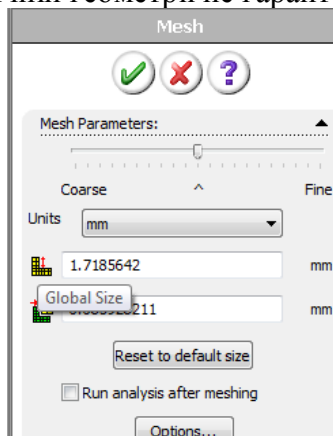 Mesh
Mesh Parameters:
Coarse ^ Fine
Units mm
1.7185642 mm
Global Size
211 mm
Reset to default size
Run analysis after meshing
Options...